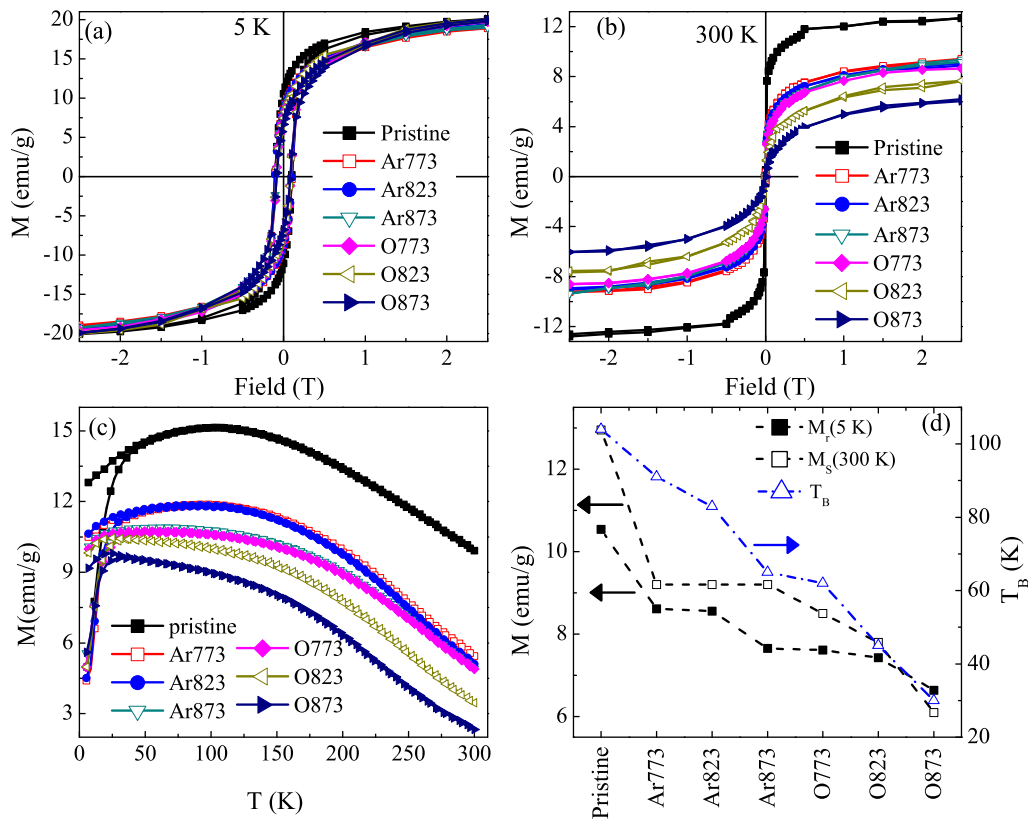 (a)
5 K
M (emu/g)
20
15
10
5
0
-5
-10
-15
-20
-2
-1
0
1
2
Field (T)
Pristine
Ar773
Ar823
Ar873
O773
O823
O873
(b)
300 K
M (emu/g)
12
8
4
0
-4
-8
-12
-2
-1
0
1
2
Field (T)
Pristine
Ar773
Ar823
Ar873
O773
O823
O873
(c)
M(emu/g)
15
12
9
6
3
0
50
100
150
200
250
300
T (K)
pristine
Ar773
Ar823
Ar873
O773
O823
O873
(d)
M (emu/g)
12
10
8
6
Mr(5 K)
MS(300 K)
TB
100
80
60
40
20
TB (K)
Pristine
Ar773
Ar823
Ar873
O773
O823
O873